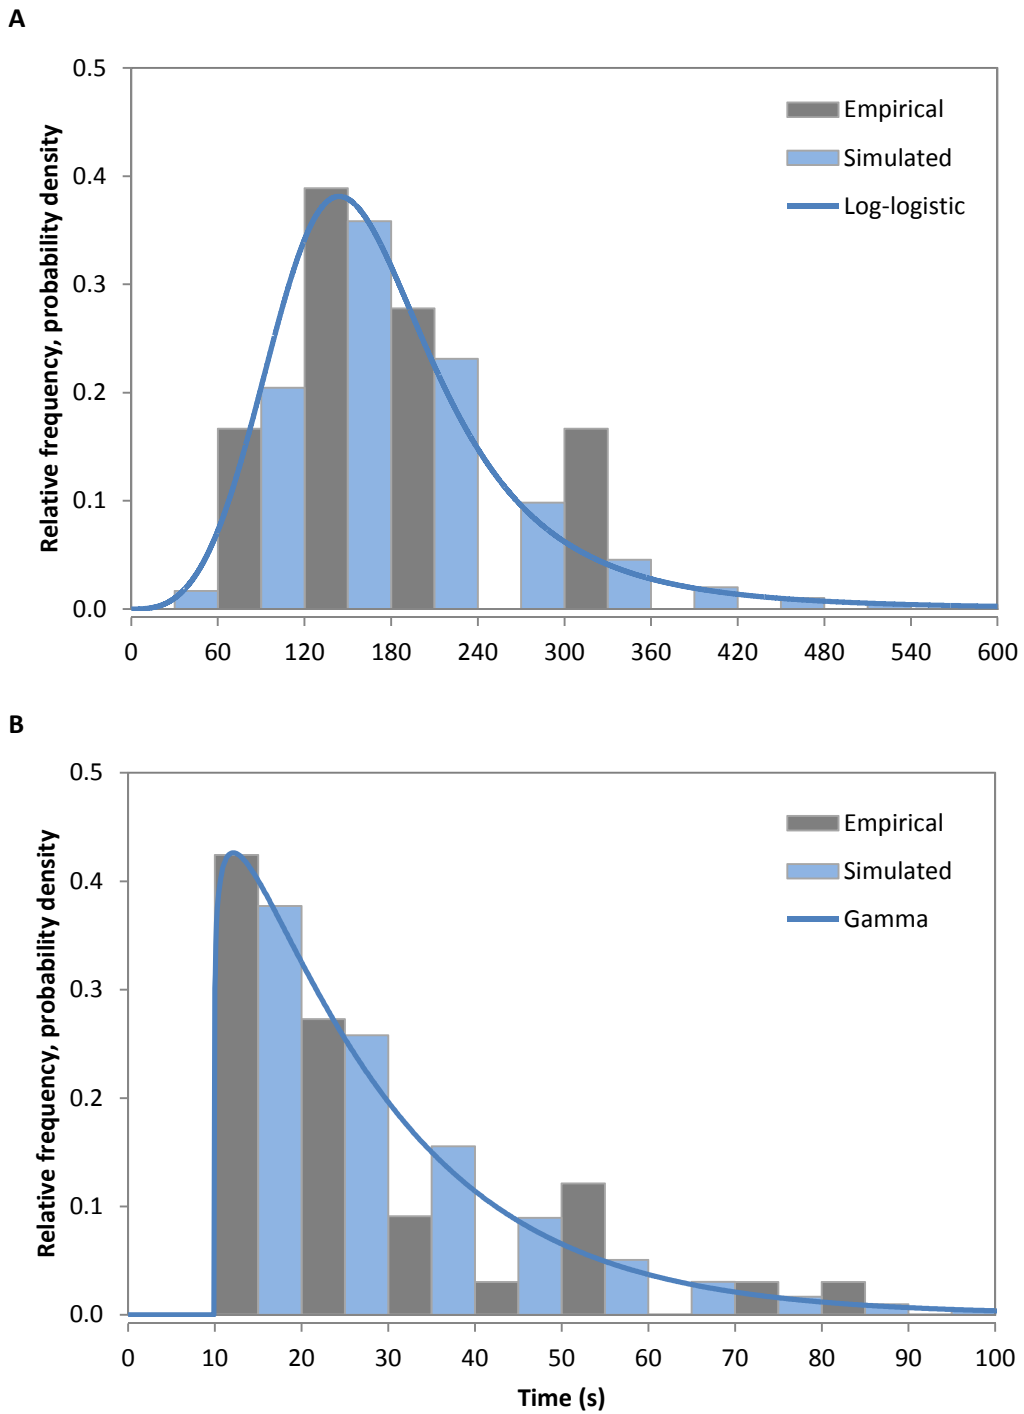 A
Relative frequency, probability density
0.5
0.4
0.3
0.2
0.1
0.0
Empirical
Simulated
Log-logistic
0 60 120 180 240 300 360 420 480 540 600
B
Relative frequency, probability density
0.5
0.4
0.3
0.2
0.1
0.0
Empirical
Simulated
Gamma
0 10 20 30 40 50 60 70 80 90 100
Time (s)